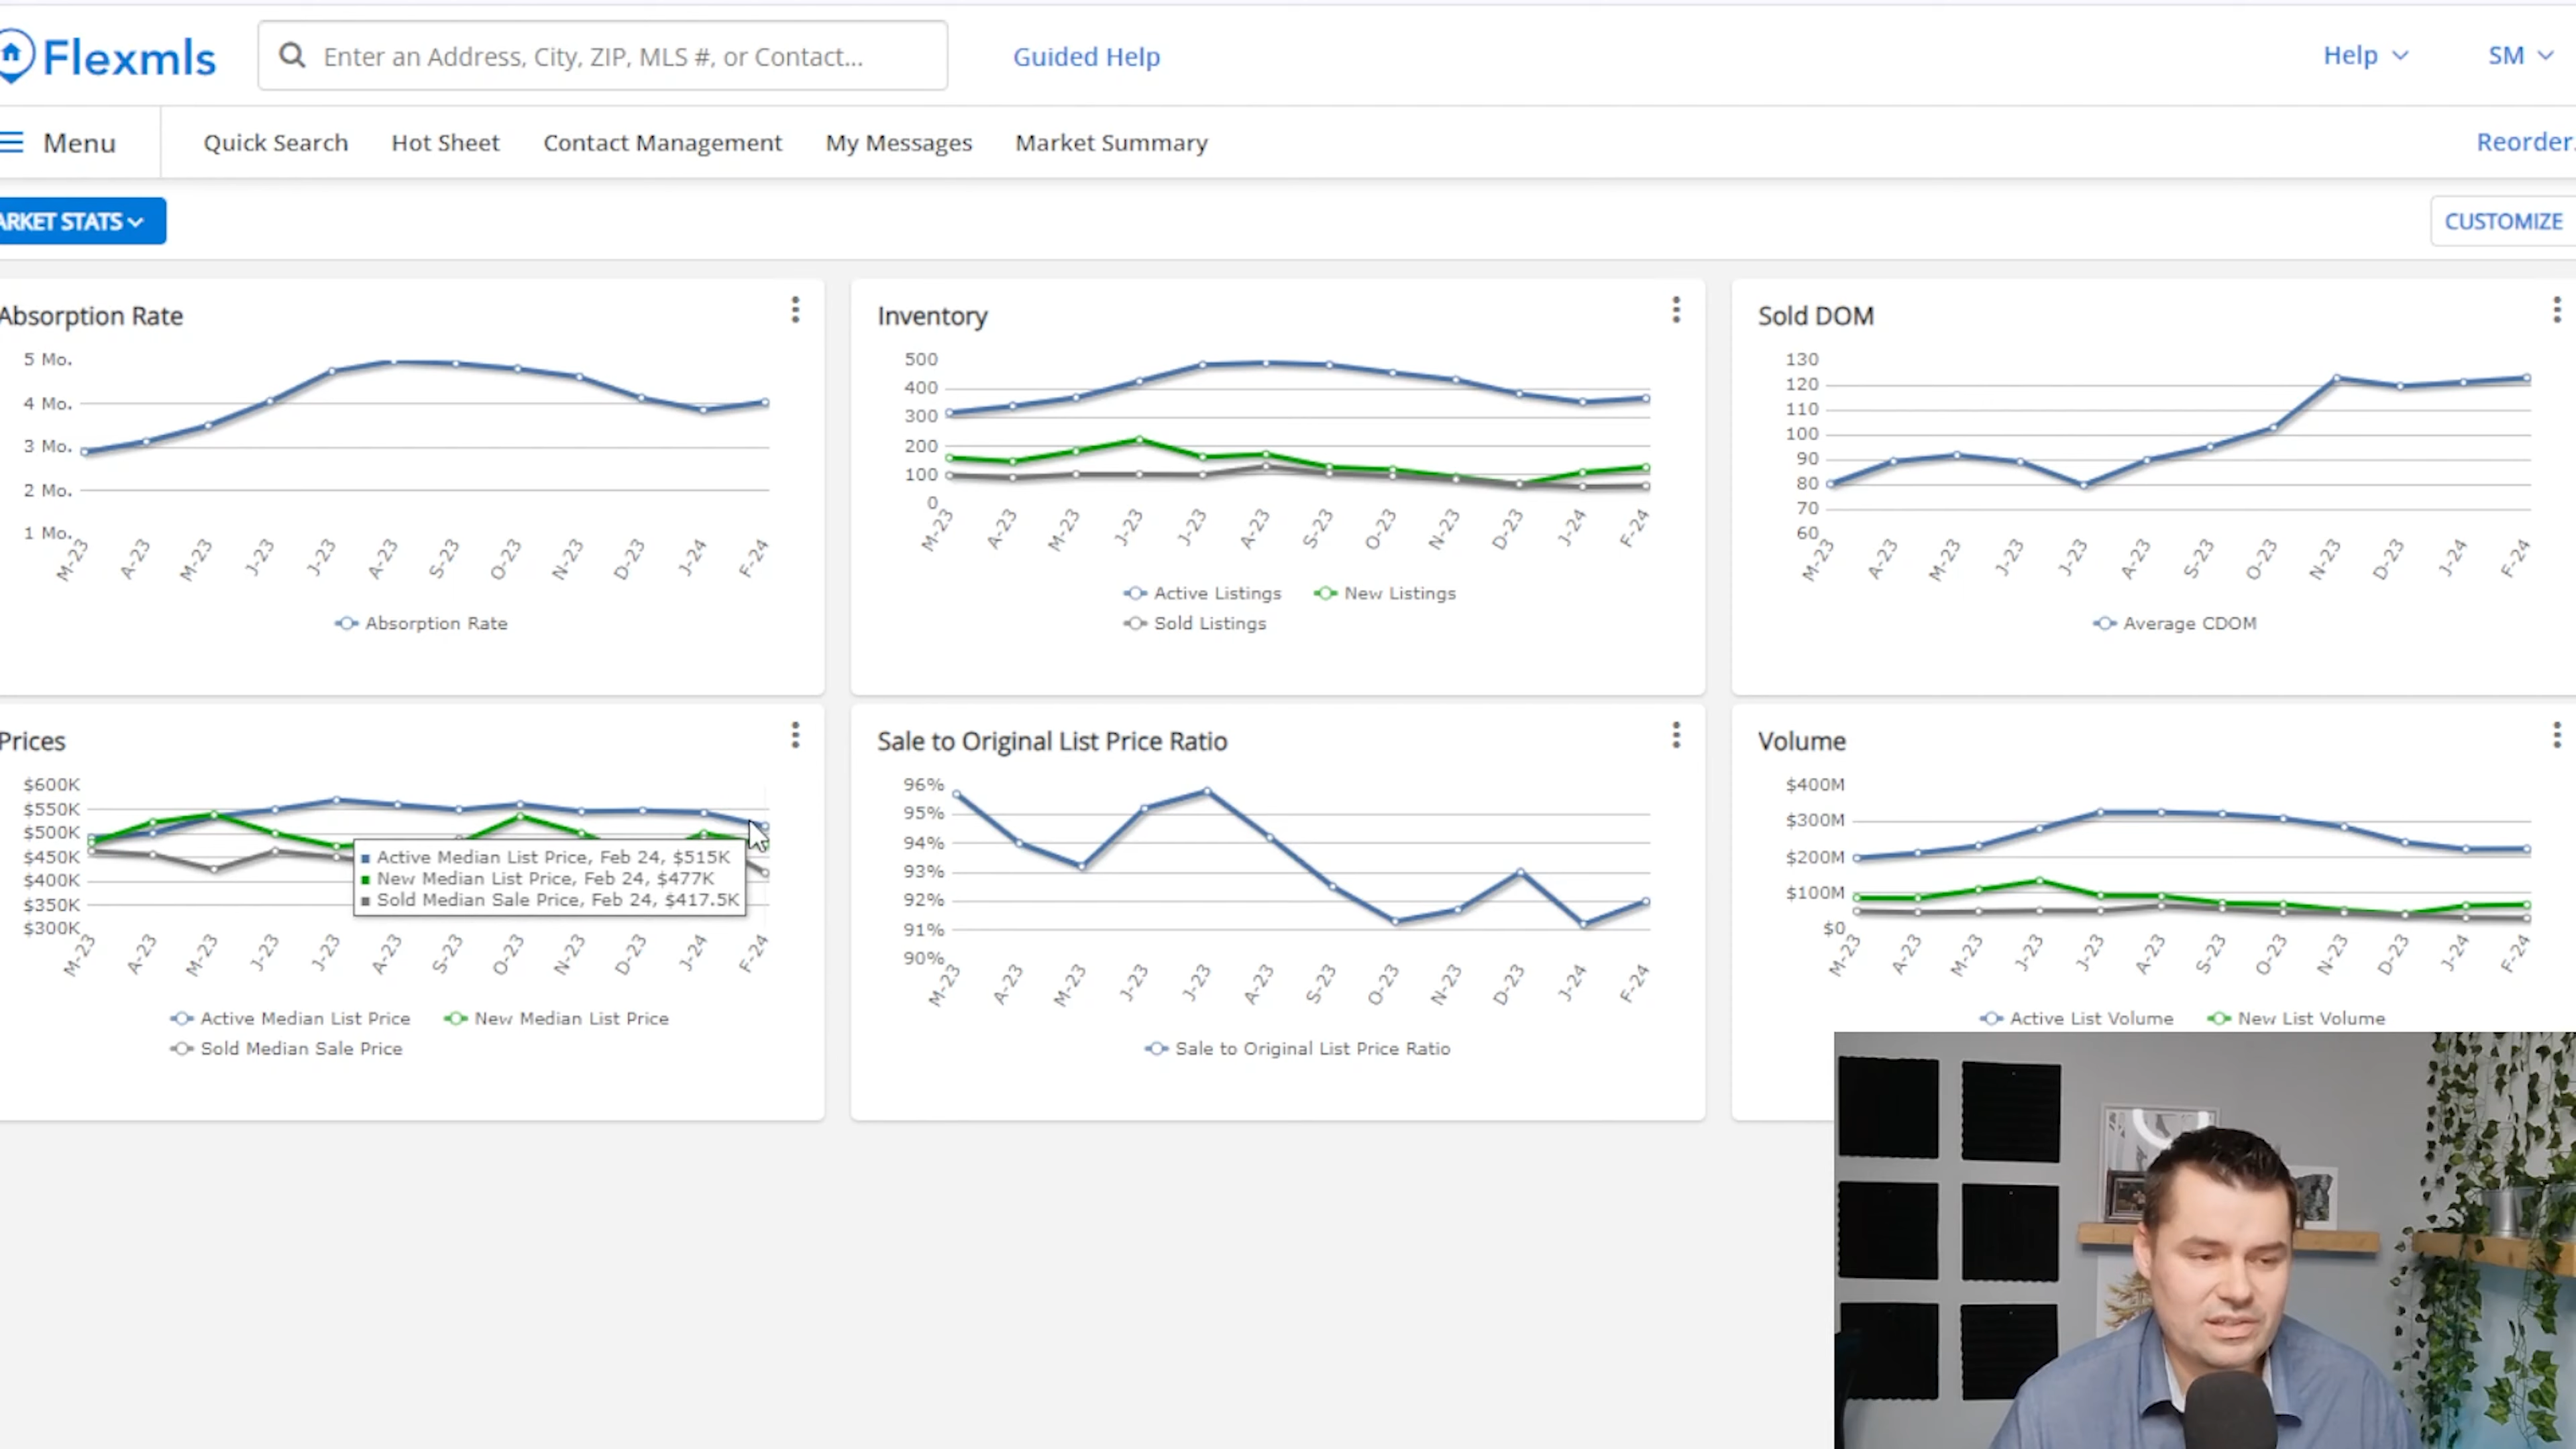 Flexmls
Enter an Address, City, ZIP, MLS #, or Contact...
Guided Help
Help
SM
Menu
Quick Search
Hot Sheet
Contact Management
My Messages
Market Summary
Reorder
ARKET STATS
CUSTOMIZE
Absorption Rate
5 Mo.
4 Mo.
3 Mo.
2 Mo.
1 Mo.
M-23 A-23 M-23 J-23 J-23 A-23 S-23 O-23 N-23 D-23 J-24 F-24
Absorption Rate
Inventory
500
400
300
200
100
0
M-23 A-23 M-23 J-23 J-23 A-23 S-23 O-23 N-23 D-23 J-24 F-24
Active Listings New Listings
Sold Listings
Sold DOM
130
120
110
100
90
80
70
60
M-23 A-23 M-23 J-23 J-23 A-23 S-23 O-23 N-23 D-23 J-24 F-24
Average CDOM
Prices
$600K
$550K
$500K
$450K
$400K
$350K
$300K
Active Median List Price, Feb 24, $515K
New Median List Price, Feb 24, $477K
Sold Median Sale Price, Feb 24, $417.5K
M-23 A-23 M-23 J-23 J-23 A-23 S-23 O-23 N-23 D-23 J-24 F-24
Active Median List Price New Median List Price
Sold Median Sale Price
Sale to Original List Price Ratio
96%
95%
94%
93%
92%
91%
90%
M-23 A-23 M-23 J-23 J-23 A-23 S-23 O-23 N-23 D-23 J-24 F-24
Sale to Original List Price Ratio
Volume
$400M
$300M
$200M
$100M
$0
M-23 A-23 M-23 J-23 J-23 A-23 S-23 O-23 N-23 D-23 J-24 F-24
Active List Volume New List Volume